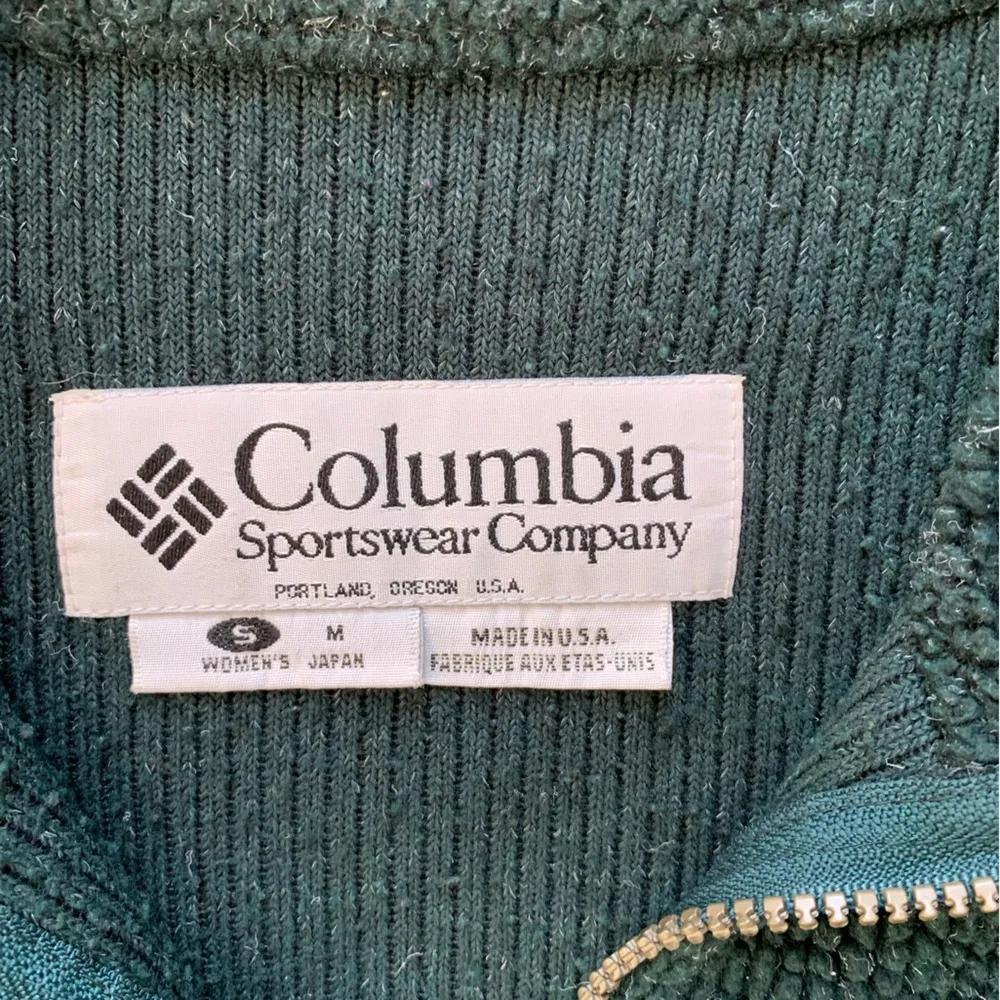 Columbia
Sportswear Company
PORTLAND, OREGON U.S.A.
S M
WOMEN'S JAPAN
MADE IN U.S.A.
FABRIQUE AUX ETAS-UNIS